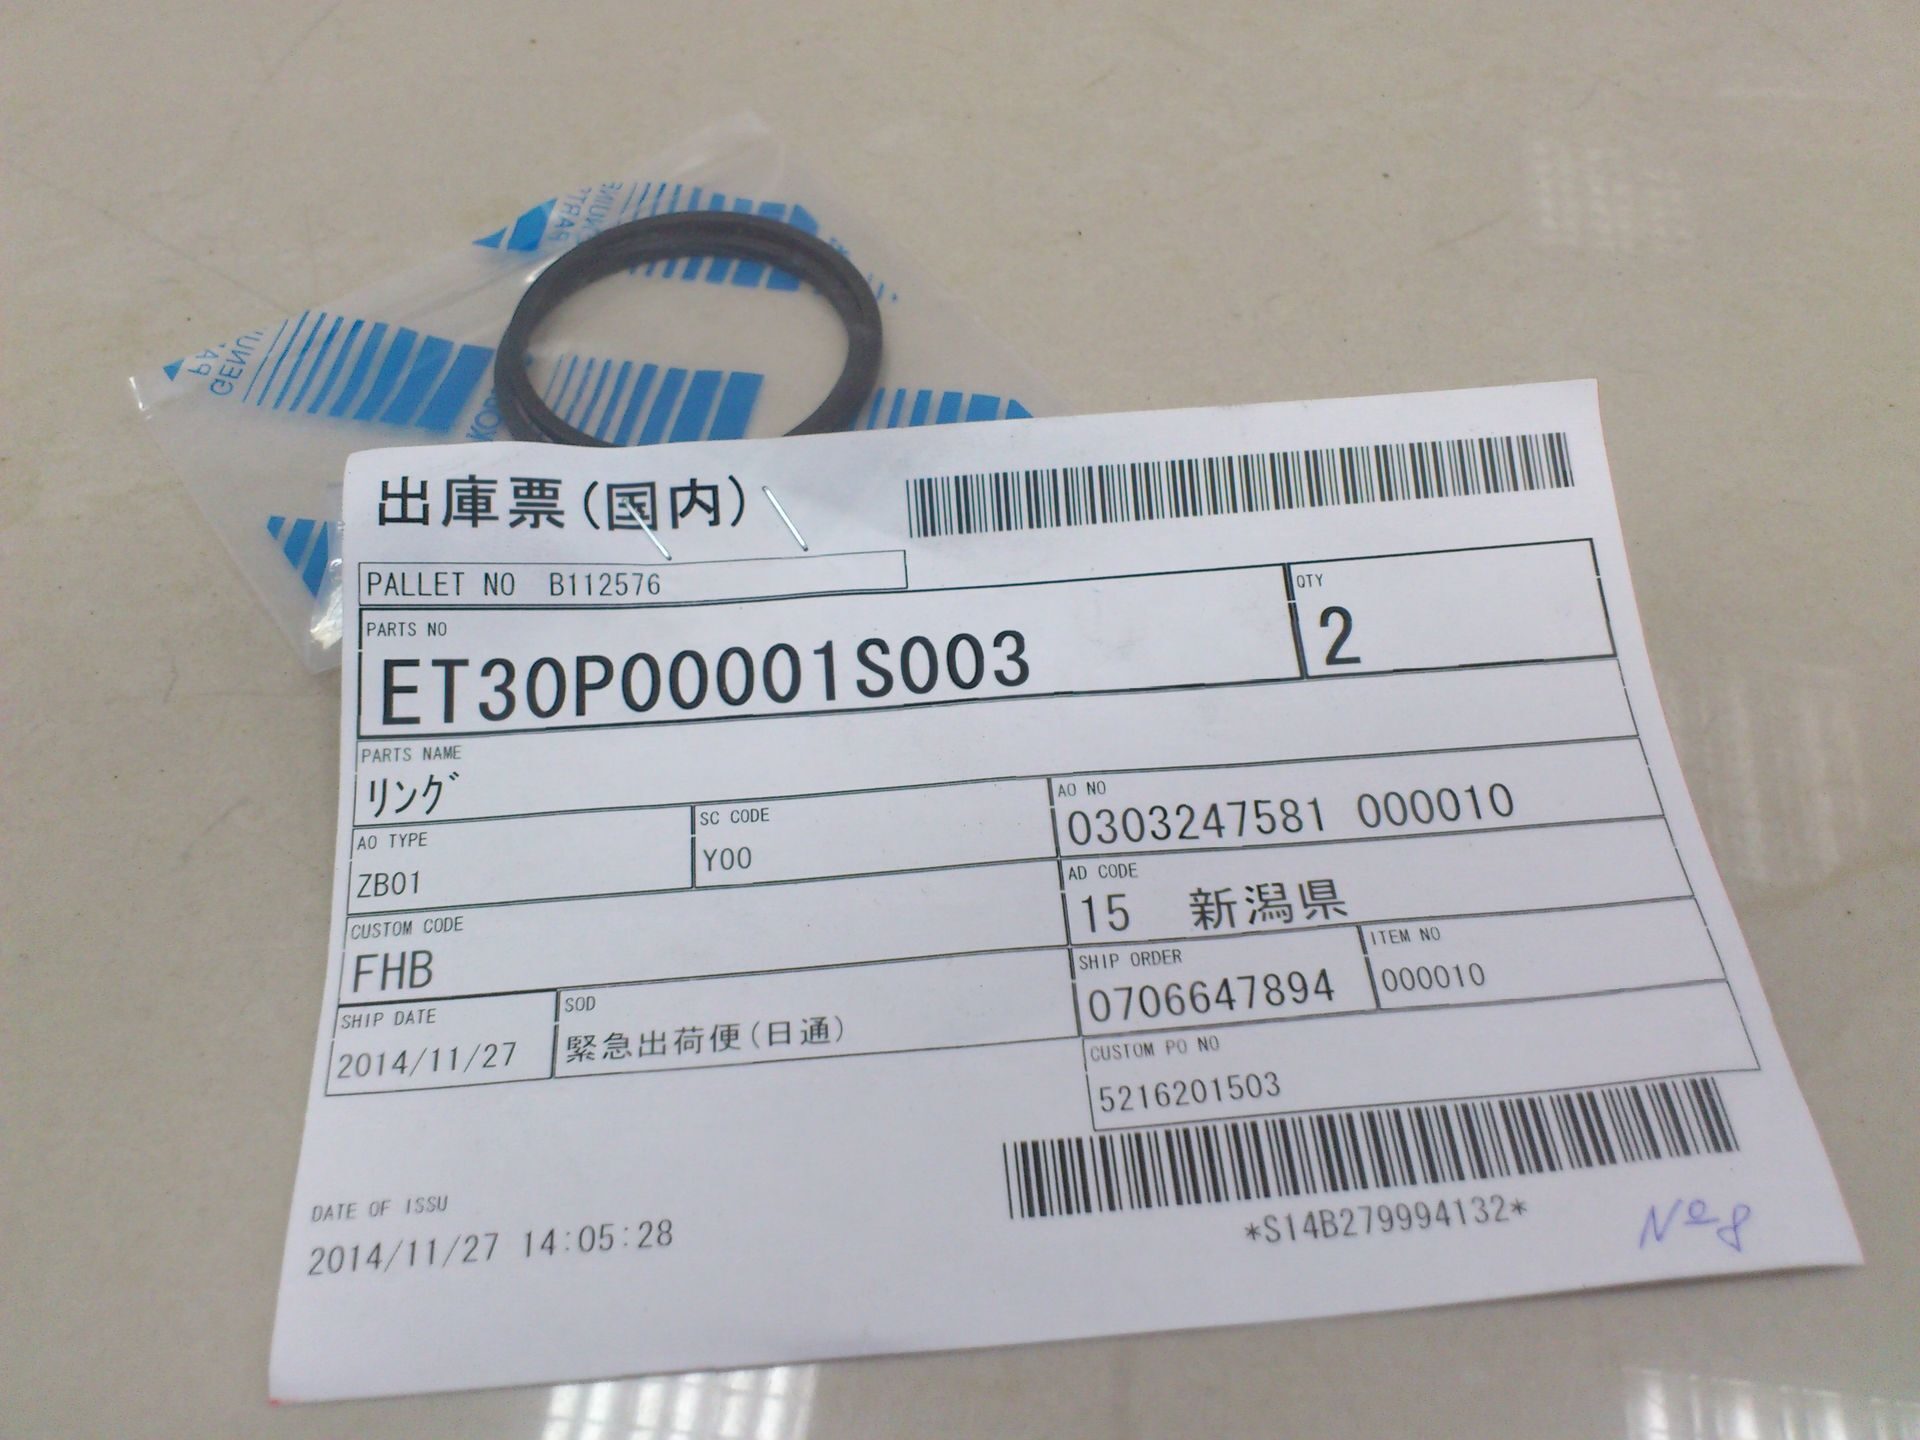 GENUI
PA
KO
出庫票(国内)
PALLET NO B112576
PARTS NO
ET30P00001S003
QTY
2
PARTS NAME
リング
AO TYPE
ZB01
SC CODE
Y00
AO NO
0303247581 000010
CUSTOM CODE
FHB
AD CODE
15 新潟県
SHIP DATE
2014/11/27
SOD
緊急出荷便(日通)
SHIP ORDER
0706647894
ITEM NO
000010
CUSTOM PO NO
5216201503
DATE OF ISSU
2014/11/27 14:05:28
*S14B279994132*
№8